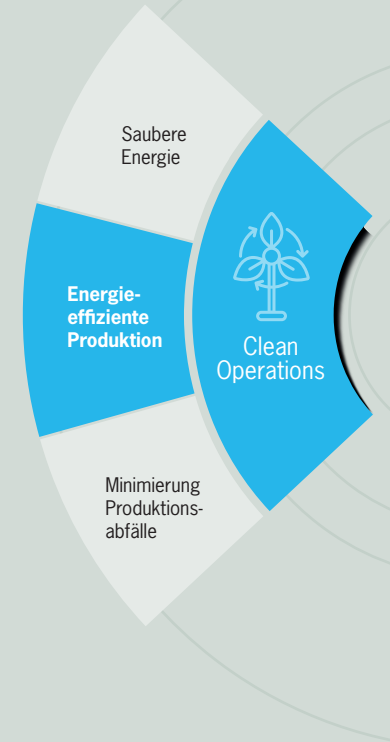 Saubere
Energie
Energie-
effiziente
Produktion
Clean
Operations
Minimierung
Produktions-
abfälle